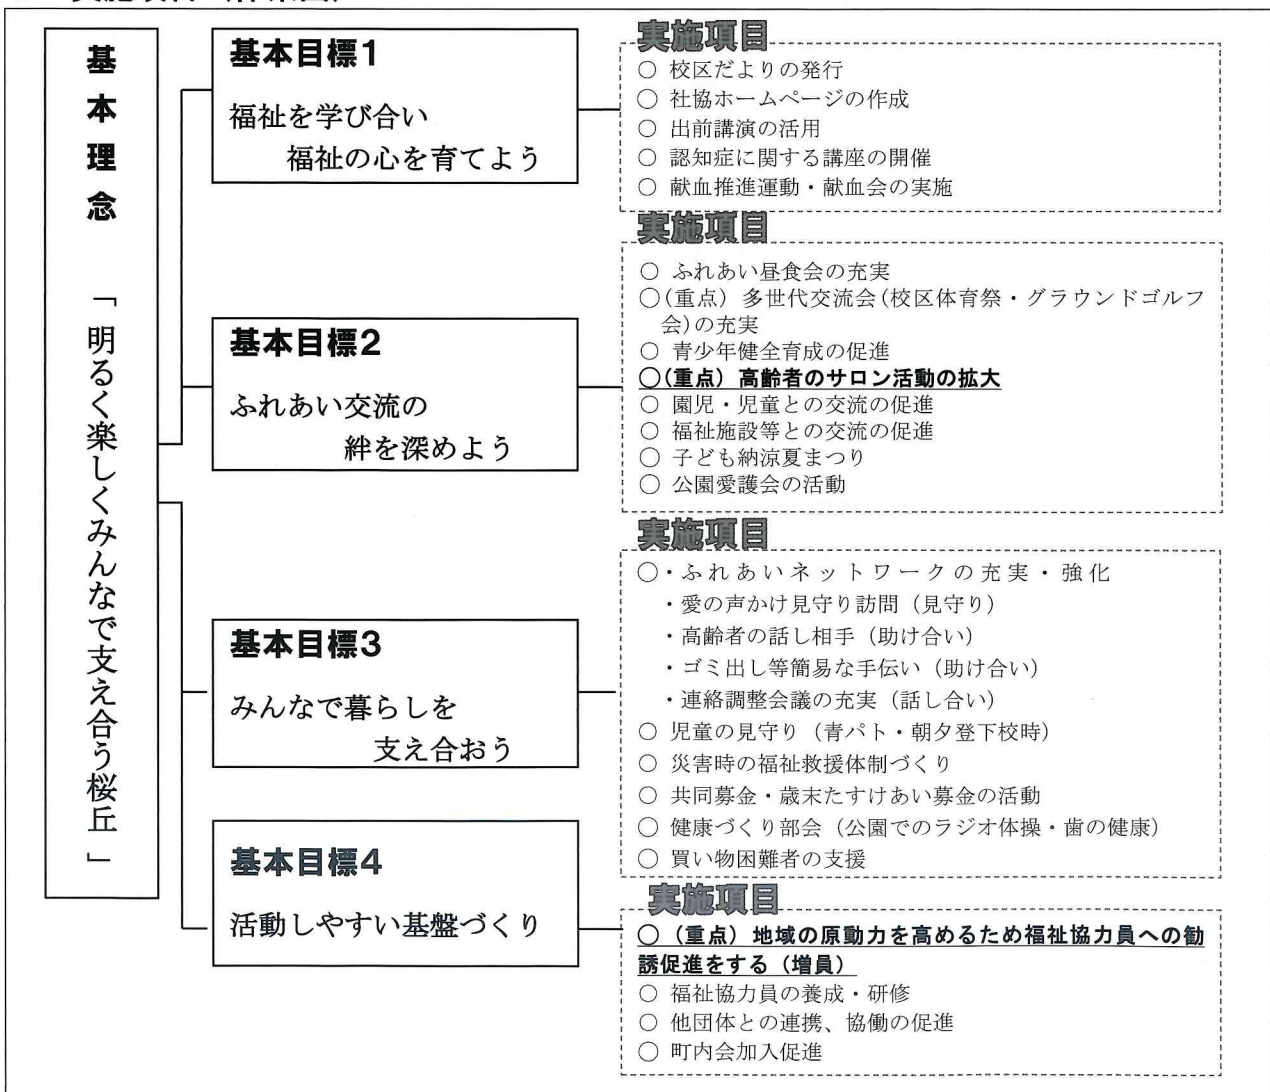 基本理念 「明るく楽しくみんなで支え合う桜丘」
基本目標1
福祉を学び合い
福祉の心を育てよう
実施項目
○ 校区だよりの発行
○ 社協ホームページの作成
○ 出前講演の活用
○ 認知症に関する講座の開催
○ 献血推進運動・献血会の実施
基本目標2
ふれあい交流の
絆を深めよう
実施項目
○ ふれあい昼食会の充実
○(重点) 多世代交流会(校区体育祭・グラウンドゴルフ
会)の充実
○ 青少年健全育成の促進
○(重点) 高齢者のサロン活動の拡大
○ 園児・児童との交流の促進
○ 福祉施設等との交流の促進
○ 子ども納涼夏まつり
○ 公園愛護会の活動
基本目標3
みんなで暮らしを
支え合おう
実施項目
○・ふれあいネットワークの充実・強化
・愛の声かけ見守り訪問（見守り）
・高齢者の話し相手（助け合い）
・ゴミ出し等簡易な手伝い（助け合い）
・連絡調整会議の充実（話し合い）
○ 児童の見守り（青パト・朝夕登下校時）
○ 災害時の福祉救援体制づくり
○ 共同募金・歳末たすけあい募金の活動
○ 健康づくり部会（公園でのラジオ体操・歯の健康）
○ 買い物困難者の支援
基本目標4
活動しやすい基盤づくり
実施項目
○（重点）地域の原動力を高めるため福祉協力員への勧
誘促進をする（増員）
○ 福祉協力員の養成・研修
○ 他団体との連携、協働の促進
○ 町内会加入促進